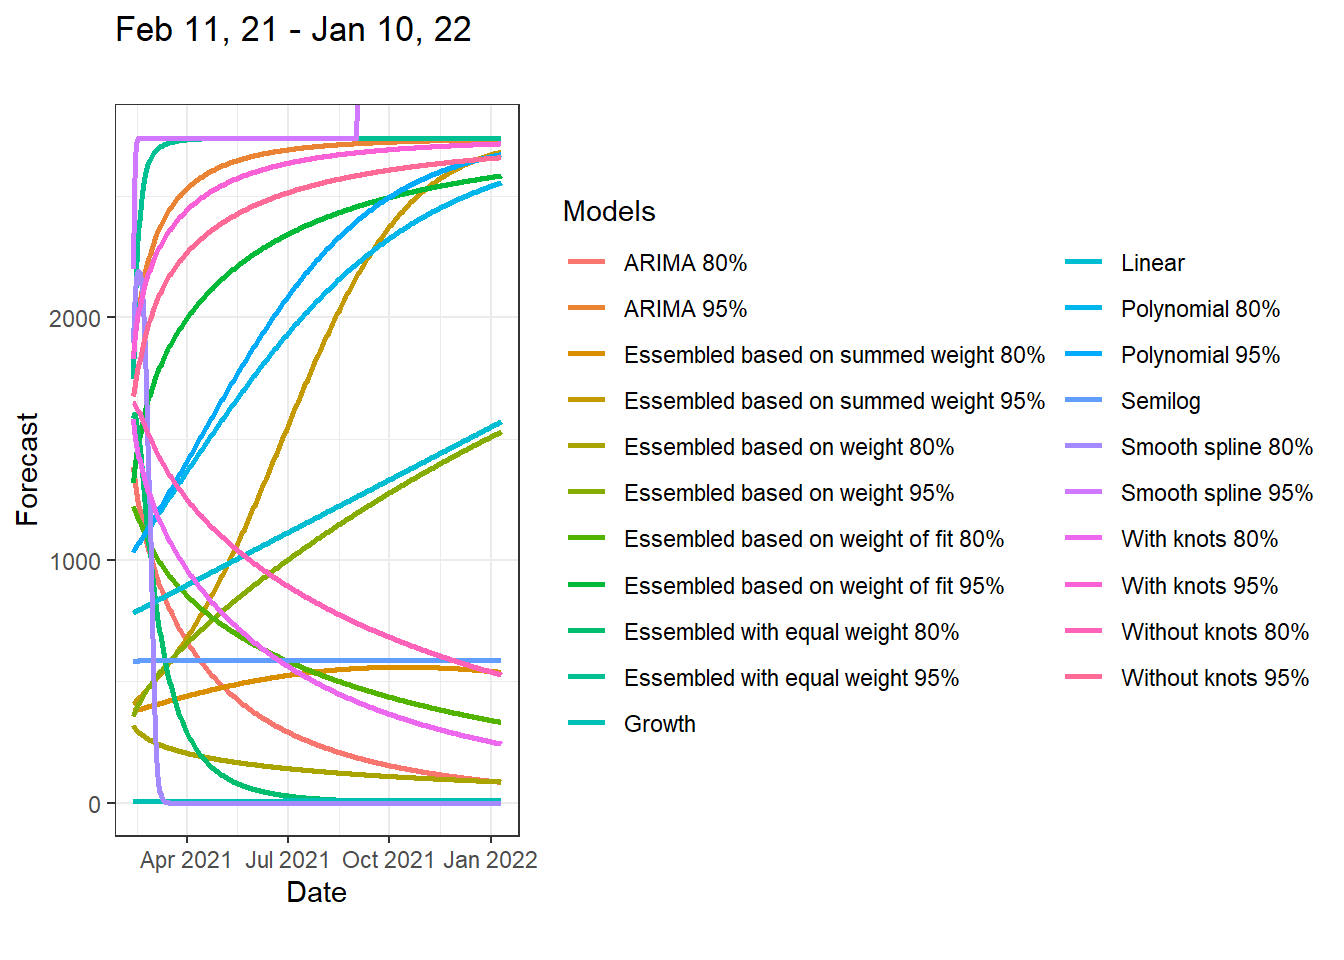 Feb 11, 21 - Jan 10, 22
Forecast
2000
1000
0
Apr 2021 Jul 2021 Oct 2021 Jan 2022
Date
Models
ARIMA 80%
ARIMA 95%
Essembled based on summed weight 80%
Essembled based on summed weight 95%
Essembled based on weight 80%
Essembled based on weight 95%
Essembled based on weight of fit 80%
Essembled based on weight of fit 95%
Essembled with equal weight 80%
Essembled with equal weight 95%
Growth
Linear
Polynomial 80%
Polynomial 95%
Semilog
Smooth spline 80%
Smooth spline 95%
With knots 80%
With knots 95%
Without knots 80%
Without knots 95%